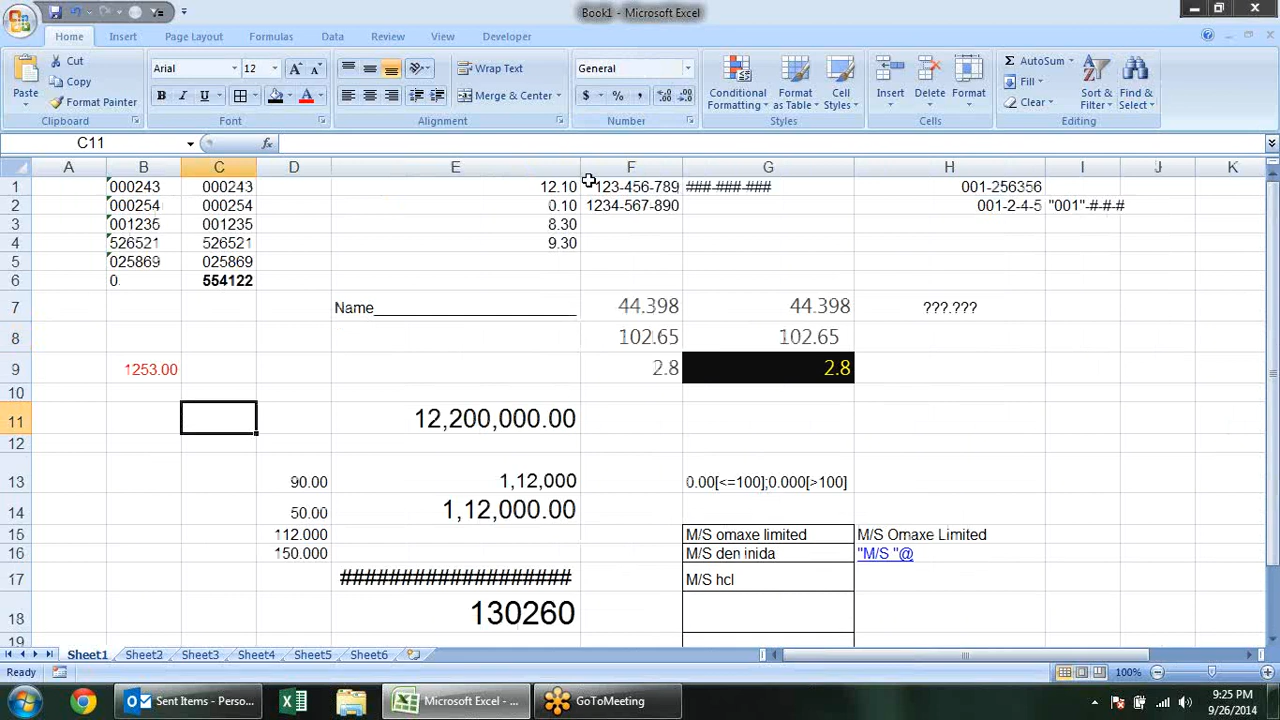 Book1 - Microsoft Excel
Home Insert Page Layout Formulas Data Review View Developer
Paste Cut Copy Format Painter Clipboard
Arial 12 B I U A A A Font
Wrap Text Merge & Center Alignment
General $ % , Number
Conditional Formatting Format as Table Cell Styles Styles
Insert Delete Format Cells
Σ AutoSum Fill Clear Sort & Filter Find & Select Editing
C11 fx
A B C D E F G H I J K
1 000243 000243 12.10 123-456-789 ###-###-### 001-256356
2 000254 000254 0.10 1234-567-890 001-2-4-5 "001"-#-#-#
3 001235 001235 8.30
4 526521 526521 9.30
5 025869 025869
6 0. 554122
7 Name 44.398 44.398 ???.???
8 102.65 102.65
9 1253.00 2.8 2.8
10
11 12,200,000.00
12
13 90.00 1,12,000 0.00[<=100];0.000[>100]
14 50.00 1,12,000.00
15 112.000 M/S omaxe limited M/S Omaxe Limited
16 150.000 M/S den inida "M/S "@
17 ################### M/S hcl
18 130260
19
Sheet1 Sheet2 Sheet3 Sheet4 Sheet5 Sheet6
Ready 100%
Sent Items - Perso... Microsoft Excel - ... GoToMeeting
9:25 PM
9/26/2014